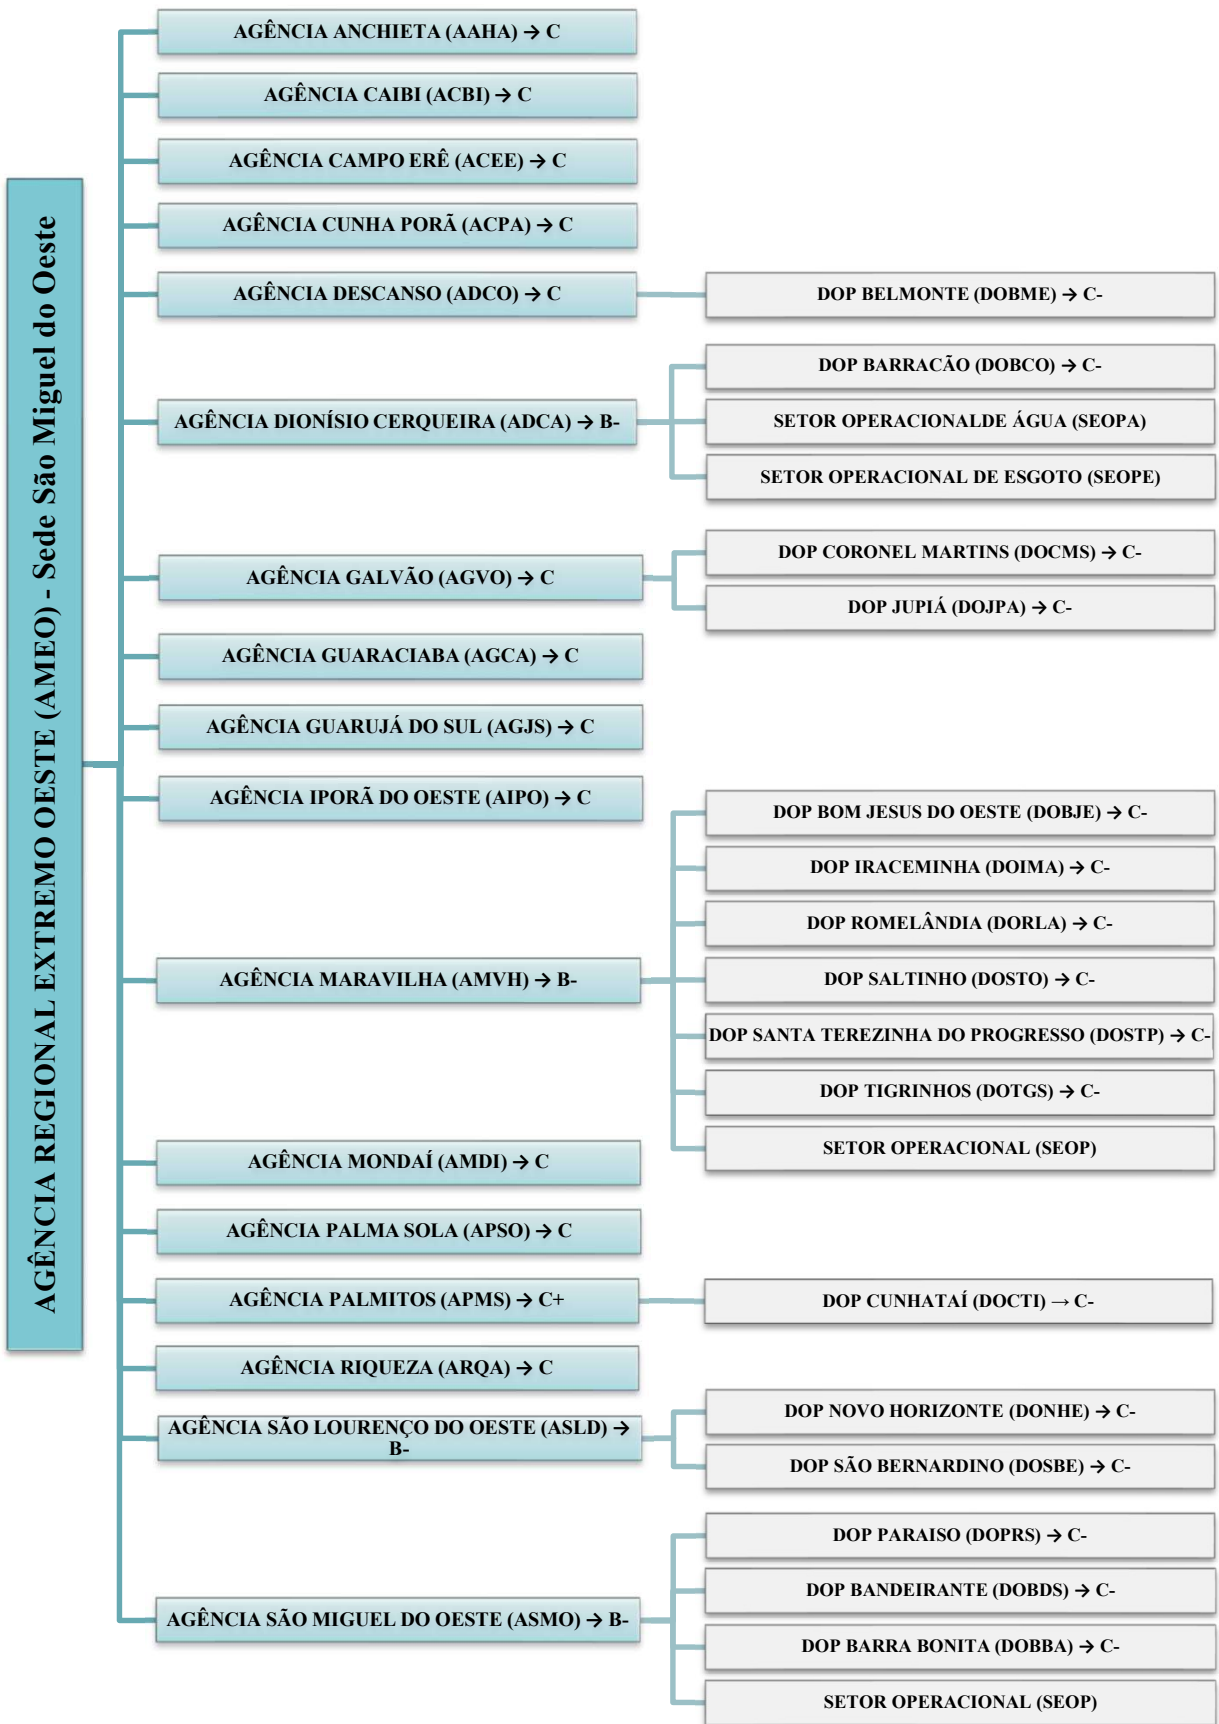 AGÊNCIA REGIONAL EXTREMO OESTE (AMEO) - Sede São Miguel do Oeste
AGÊNCIA ANCHIETA (AAHA) → C
AGÊNCIA CAIBI (ACBI) → C
AGÊNCIA CAMPO ERÊ (ACEE) → C
AGÊNCIA CUNHA PORÃ (ACPA) → C
AGÊNCIA DESCANSO (ADCO) → C
DOP BELMONTE (DOBME) → C-
AGÊNCIA DIONÍSIO CERQUEIRA (ADCA) → B-
DOP BARRACÃO (DOBCO) → C-
SETOR OPERACIONALDE ÁGUA (SEOPA)
SETOR OPERACIONAL DE ESGOTO (SEOPE)
AGÊNCIA GALVÃO (AGVO) → C
DOP CORONEL MARTINS (DOCMS) → C-
DOP JUPIÁ (DOJPA) → C-
AGÊNCIA GUARACIABA (AGCA) → C
AGÊNCIA GUARUJÁ DO SUL (AGJS) → C
AGÊNCIA IPORÃ DO OESTE (AIPO) → C
AGÊNCIA MARAVILHA (AMVH) → B-
DOP BOM JESUS DO OESTE (DOBJE) → C-
DOP IRACEMINHA (DOIMA) → C-
DOP ROMELÂNDIA (DORLA) → C-
DOP SALTINHO (DOSTO) → C-
DOP SANTA TEREZINHA DO PROGRESSO (DOSTP) → C-
DOP TIGRINHOS (DOTGS) → C-
SETOR OPERACIONAL (SEOP)
AGÊNCIA MONDAÍ (AMDI) → C
AGÊNCIA PALMA SOLA (APSO) → C
AGÊNCIA PALMITOS (APMS) → C+
DOP CUNHATAÍ (DOCTI) → C-
AGÊNCIA RIQUEZA (ARQA) → C
AGÊNCIA SÃO LOURENÇO DO OESTE (ASLD) →
B-
DOP NOVO HORIZONTE (DONHE) → C-
DOP SÃO BERNARDINO (DOSBE) → C-
AGÊNCIA SÃO MIGUEL DO OESTE (ASMO) → B-
DOP PARAISO (DOPRS) → C-
DOP BANDEIRANTE (DOBDS) → C-
DOP BARRA BONITA (DOBBA) → C-
SETOR OPERACIONAL (SEOP)